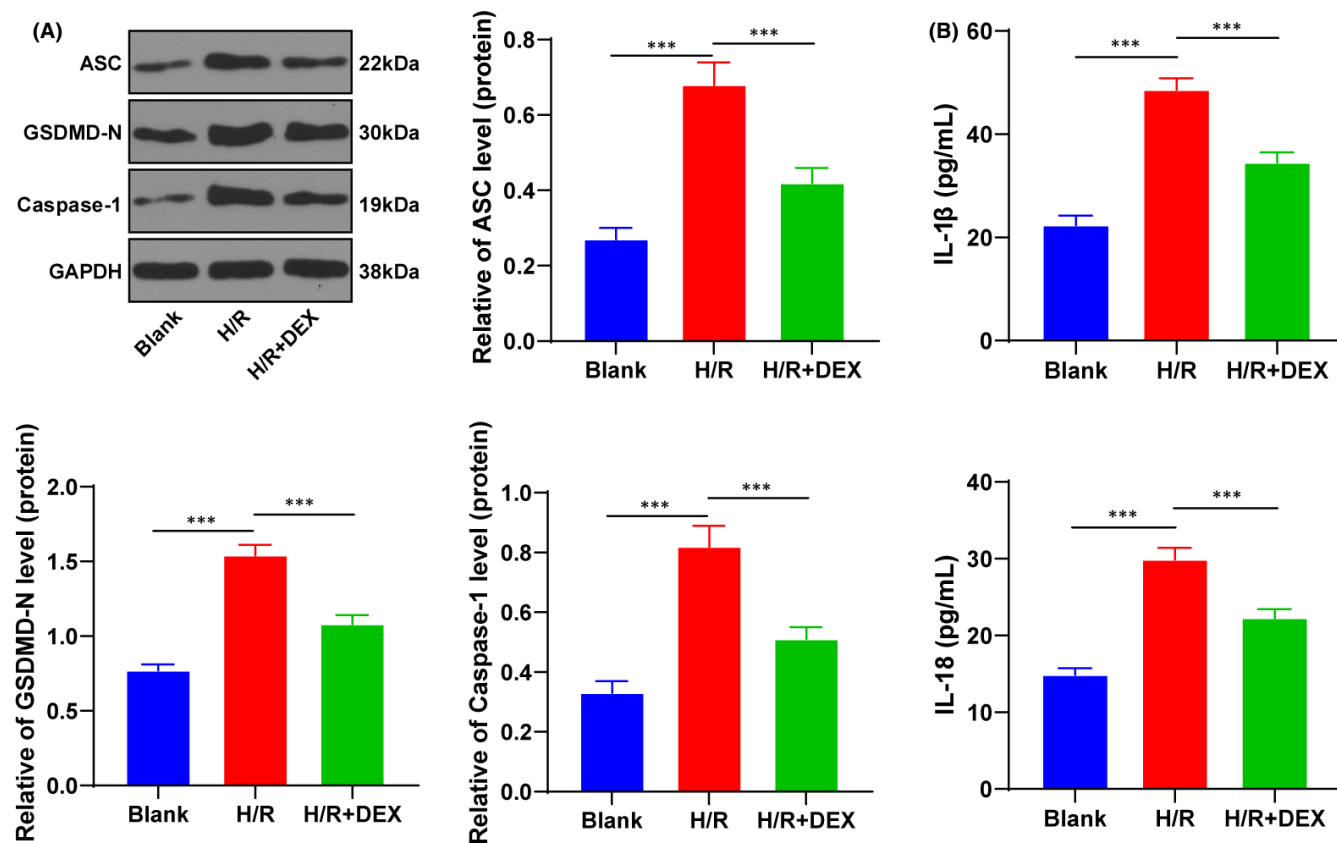 (A)
ASC
22kDa
GSDMD-N
30kDa
Caspase-1
19kDa
GAPDH
38kDa
Blank
H/R
H/R+DEX
Relative of ASC level (protein)
0.8
0.6
0.4
0.2
0.0
***
***
Blank
H/R
H/R+DEX
(B)
IL-1β (pg/mL)
60
40
20
0
***
***
Blank
H/R
H/R+DEX
Relative of GSDMD-N level (protein)
2.0
1.5
1.0
0.5
0.0
***
***
Blank
H/R
H/R+DEX
Relative of Caspase-1 level (protein)
1.0
0.8
0.6
0.4
0.2
0.0
***
***
Blank
H/R
H/R+DEX
IL-18 (pg/mL)
40
30
20
10
0
***
***
Blank
H/R
H/R+DEX